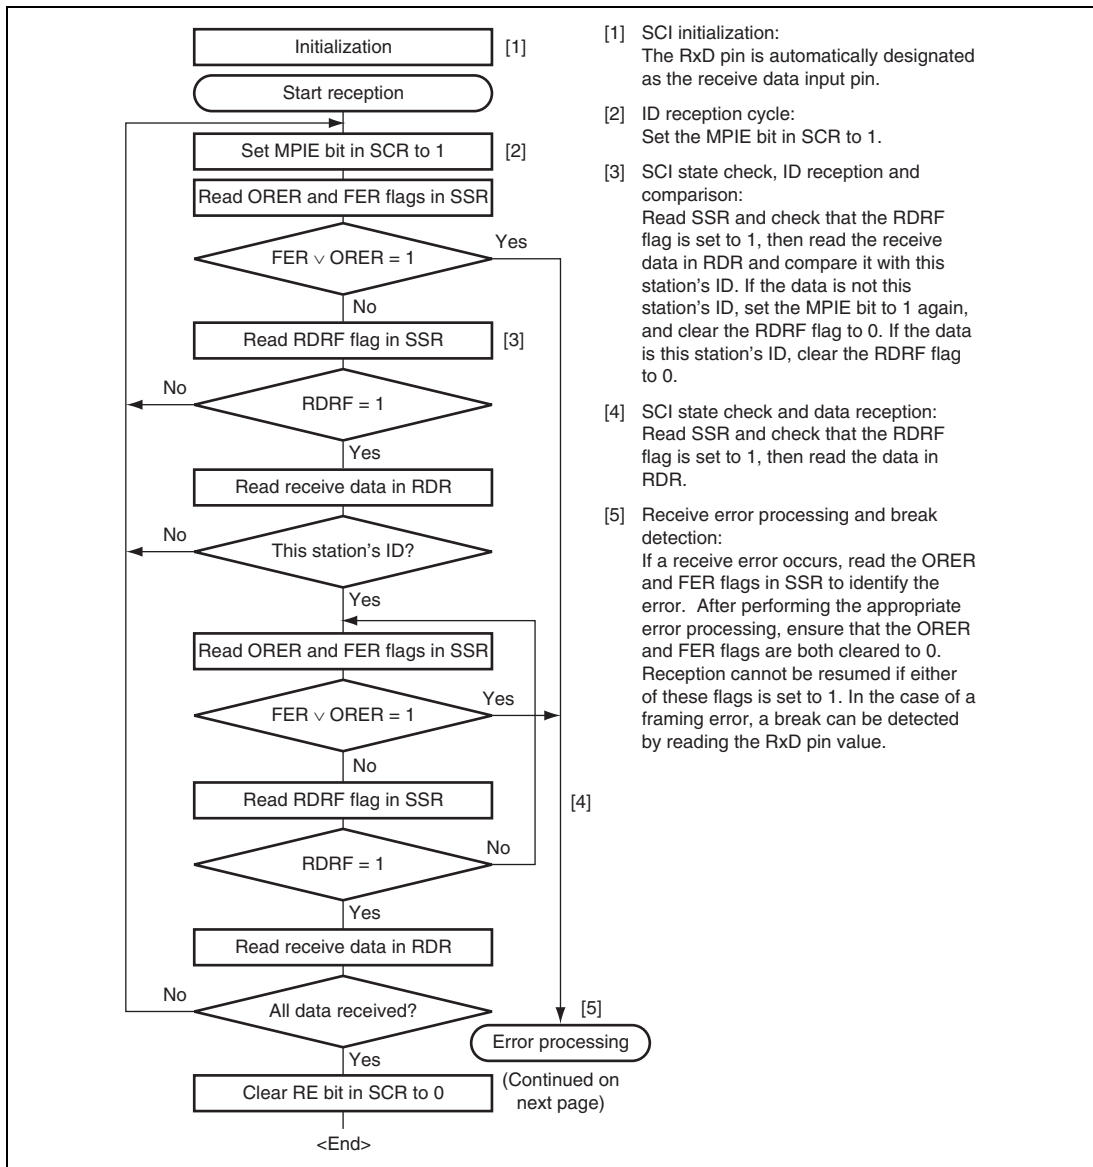 Initialization [1]
Start reception
Set MPIE bit in SCR to 1 [2]
Read ORER and FER flags in SSR
Yes
FER ∨ ORER = 1
No
Read RDRF flag in SSR [3]
No
RDRF = 1
Yes
Read receive data in RDR
No
This station's ID?
Yes
Read ORER and FER flags in SSR
Yes
FER ∨ ORER = 1
No
Read RDRF flag in SSR
[4]
No
RDRF = 1
Yes
Read receive data in RDR
No
All data received?
[5]
Error processing
Yes
(Continued on
next page)
Clear RE bit in SCR to 0
<End>
[1] SCI initialization:
The RxD pin is automatically designated
as the receive data input pin.
[2] ID reception cycle:
Set the MPIE bit in SCR to 1.
[3] SCI state check, ID reception and
comparison:
Read SSR and check that the RDRF
flag is set to 1, then read the receive
data in RDR and compare it with this
station's ID. If the data is not this
station's ID, set the MPIE bit to 1 again,
and clear the RDRF flag to 0. If the data
is this station's ID, clear the RDRF flag
to 0.
[4] SCI state check and data reception:
Read SSR and check that the RDRF
flag is set to 1, then read the data in
RDR.
[5] Receive error processing and break
detection:
If a receive error occurs, read the ORER
and FER flags in SSR to identify the
error. After performing the appropriate
error processing, ensure that the ORER
and FER flags are both cleared to 0.
Reception cannot be resumed if either
of these flags is set to 1. In the case of a
framing error, a break can be detected
by reading the RxD pin value.